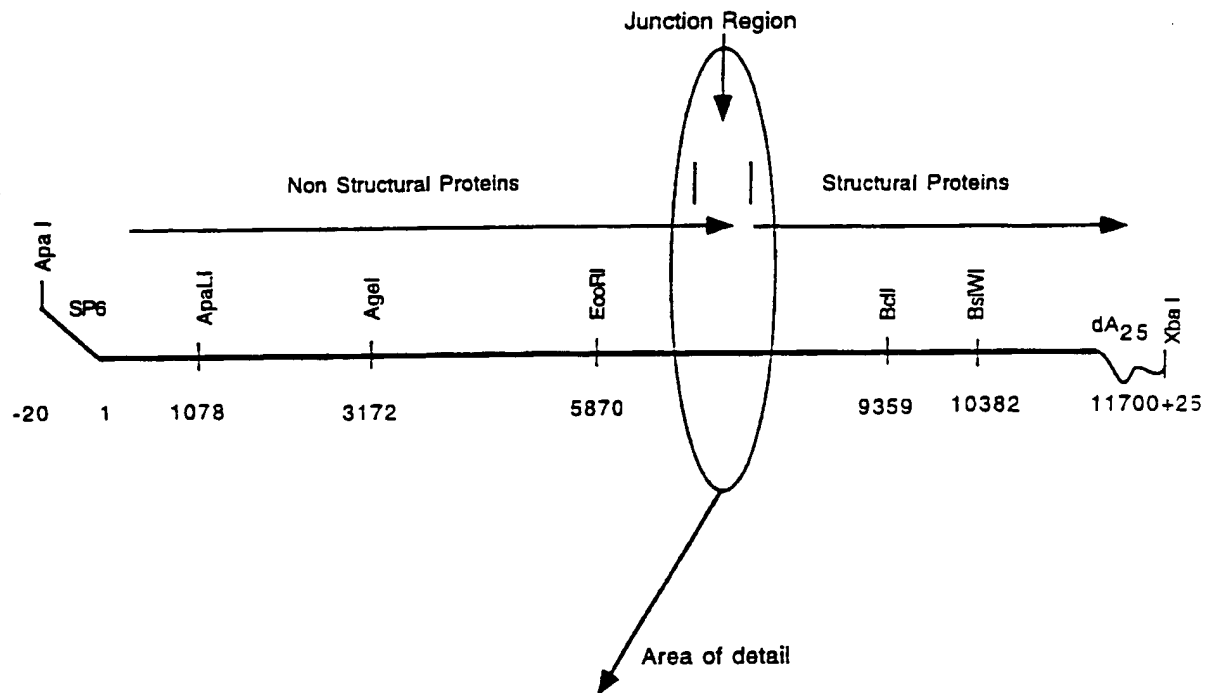 Junction Region
Non Structural Proteins
Structural Proteins
Apa I
SP6
ApaLI
AgeI
EcoRI
BclI
BsiWI
dA25
Xba I
-20 1 1078 3172 5870 9359 10382 11700+25
Area of detail